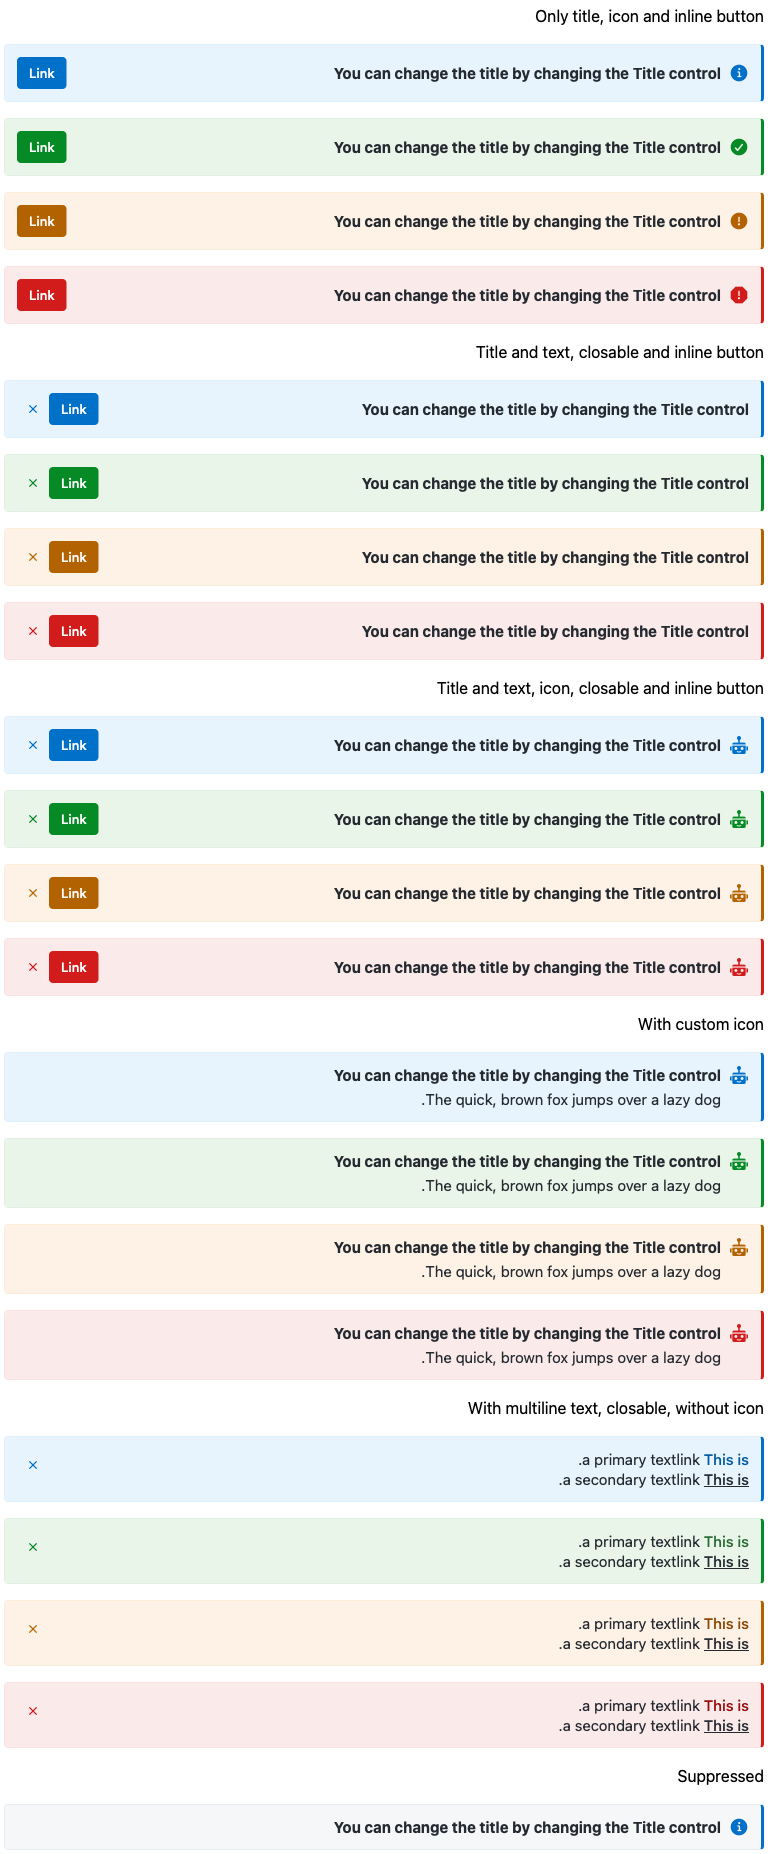 Only title, icon and inline button
Link
You can change the title by changing the Title control
Link
You can change the title by changing the Title control
Link
You can change the title by changing the Title control
Link
You can change the title by changing the Title control
Title and text, closable and inline button
Link
You can change the title by changing the Title control
Link
You can change the title by changing the Title control
Link
You can change the title by changing the Title control
Link
You can change the title by changing the Title control
Title and text, icon, closable and inline button
Link
You can change the title by changing the Title control
Link
You can change the title by changing the Title control
Link
You can change the title by changing the Title control
Link
You can change the title by changing the Title control
With custom icon
You can change the title by changing the Title control
.The quick, brown fox jumps over a lazy dog
You can change the title by changing the Title control
.The quick, brown fox jumps over a lazy dog
You can change the title by changing the Title control
.The quick, brown fox jumps over a lazy dog
You can change the title by changing the Title control
.The quick, brown fox jumps over a lazy dog
With multiline text, closable, without icon
.a primary textlink This is
.a secondary textlink This is
.a primary textlink This is
.a secondary textlink This is
.a primary textlink This is
.a secondary textlink This is
.a primary textlink This is
.a secondary textlink This is
Suppressed
You can change the title by changing the Title control